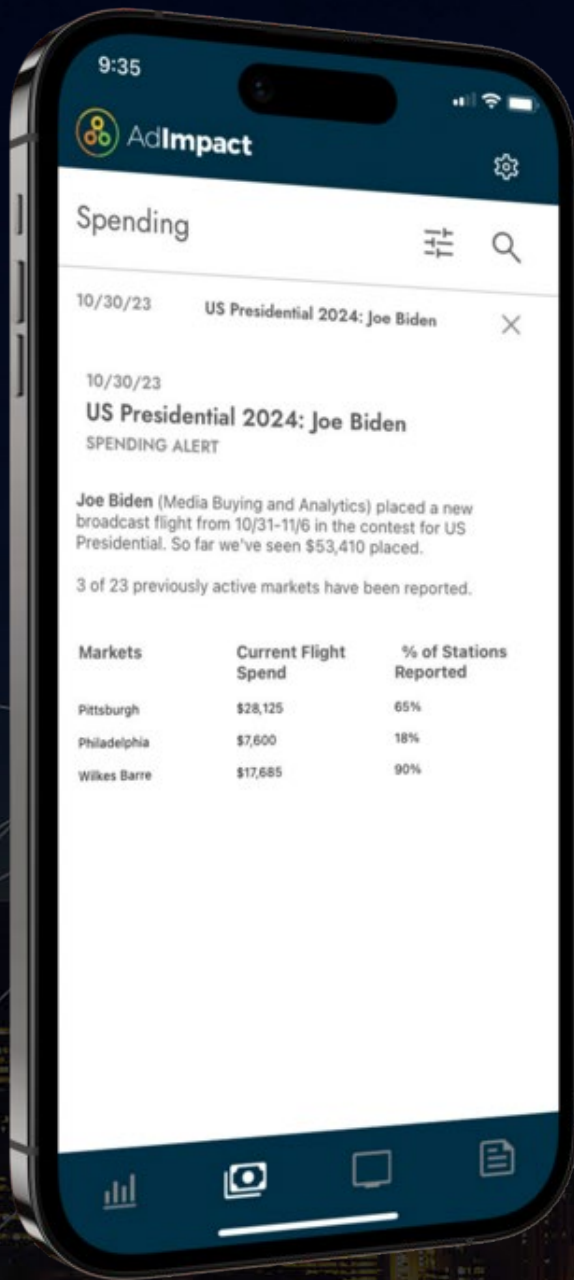 9:35
AdImpact
Spending
10/30/23 US Presidential 2024: Joe Biden
10/30/23
US Presidential 2024: Joe Biden
SPENDING ALERT
Joe Biden (Media Buying and Analytics) placed a new
broadcast flight from 10/31-11/6 in the contest for US
Presidential. So far we've seen $53,410 placed.
3 of 23 previously active markets have been reported.
Markets Current Flight Spend % of Stations Reported
Pittsburgh $28,125 65%
Philadelphia $7,600 18%
Wilkes Barre $17,685 90%